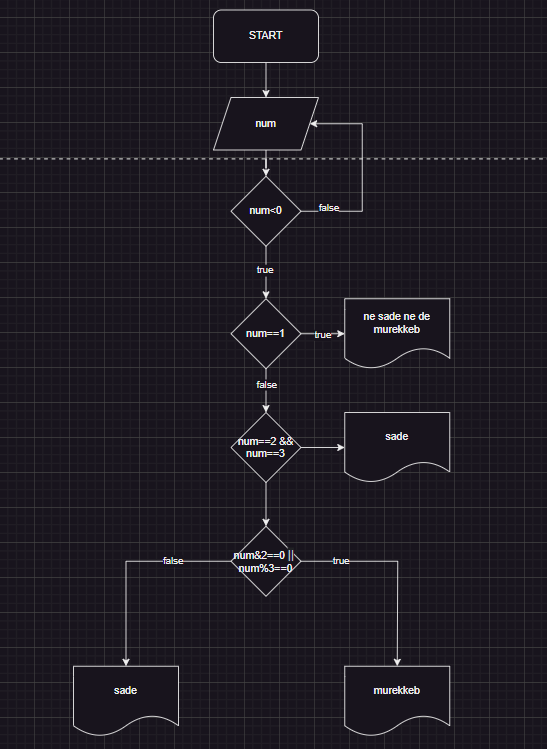 START
num
num<0
false
true
num==1
true
ne sade ne de
murekkeb
false
num==2 &&
num==3
sade
num&2==0 ||
num%3==0
false
true
sade
murekkeb